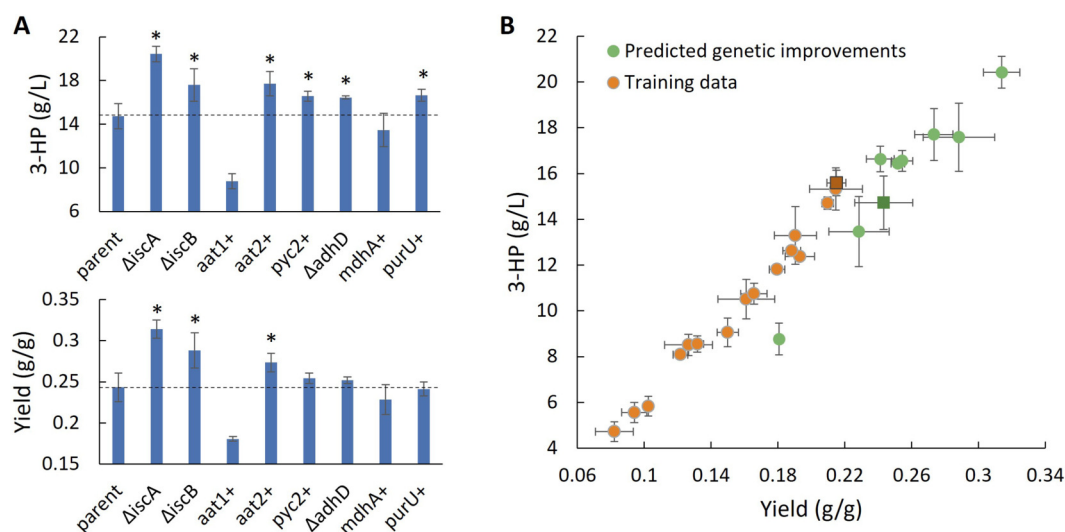 A
22
18
14
10
6
3-HP (g/L)
*
*
*
*
*
*
parent
ΔiscA
ΔiscB
aat1+
aat2+
pyc2+
ΔadhD
mdhA+
purU+
0.35
0.3
0.25
0.2
0.15
Yield (g/g)
*
*
*
parent
ΔiscA
ΔiscB
aat1+
aat2+
pyc2+
ΔadhD
mdhA+
purU+
B
Predicted genetic improvements
Training data
22
20
18
16
14
12
10
8
6
4
3-HP (g/L)
0.06
0.1
0.14
0.18
0.22
0.26
0.3
0.34
Yield (g/g)